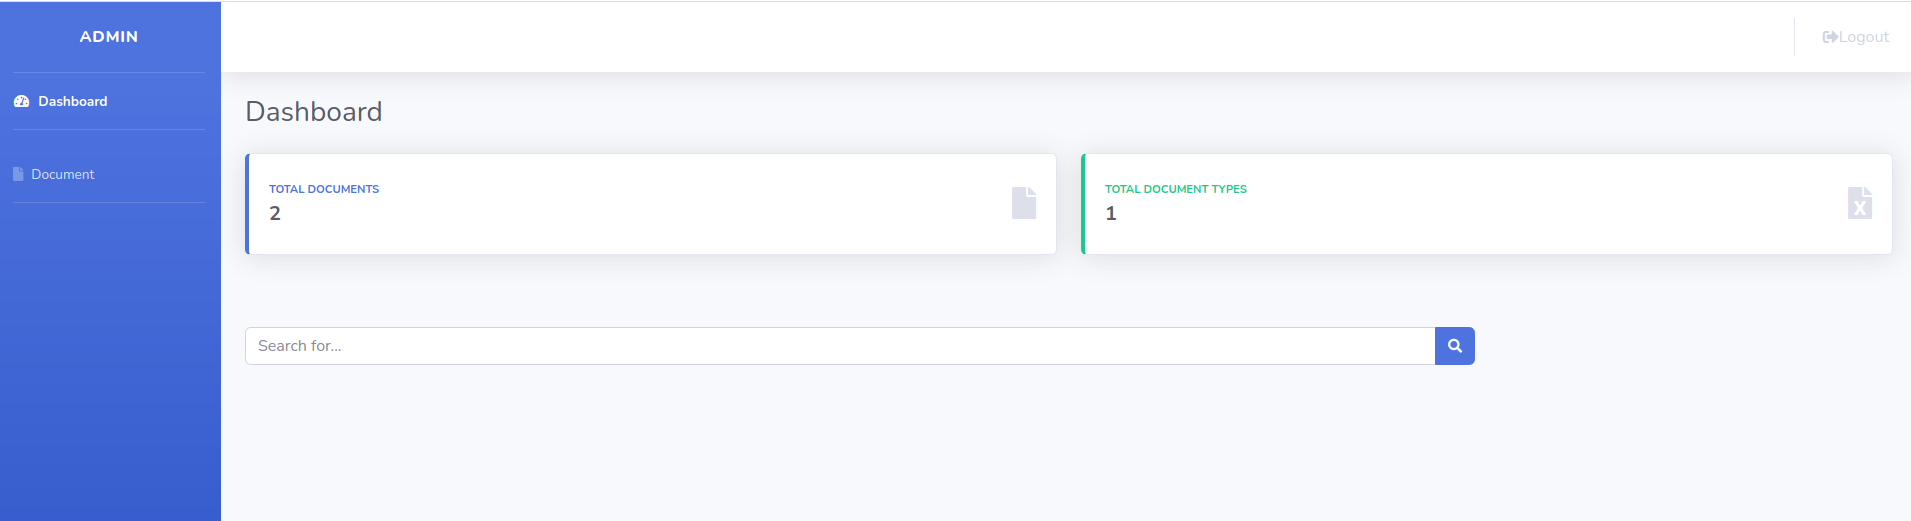 ADMIN
Logout
Dashboard
Document
Dashboard
TOTAL DOCUMENTS
2
TOTAL DOCUMENT TYPES
1
Search for...